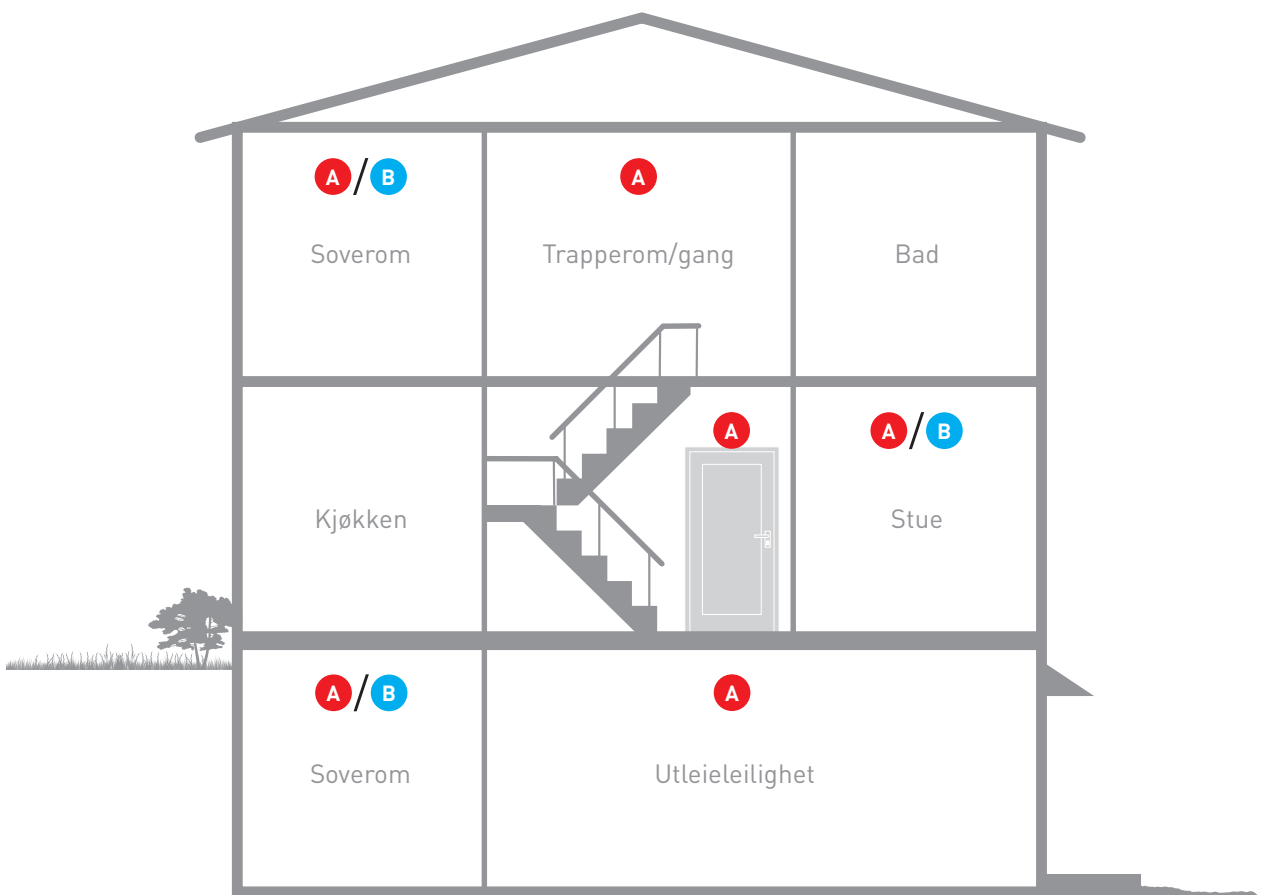 A/B
A
Soverom
Trapperom/gang
Bad
A
A/B
Kjøkken
Stue
A/B
A
Soverom
Utleieleilighet